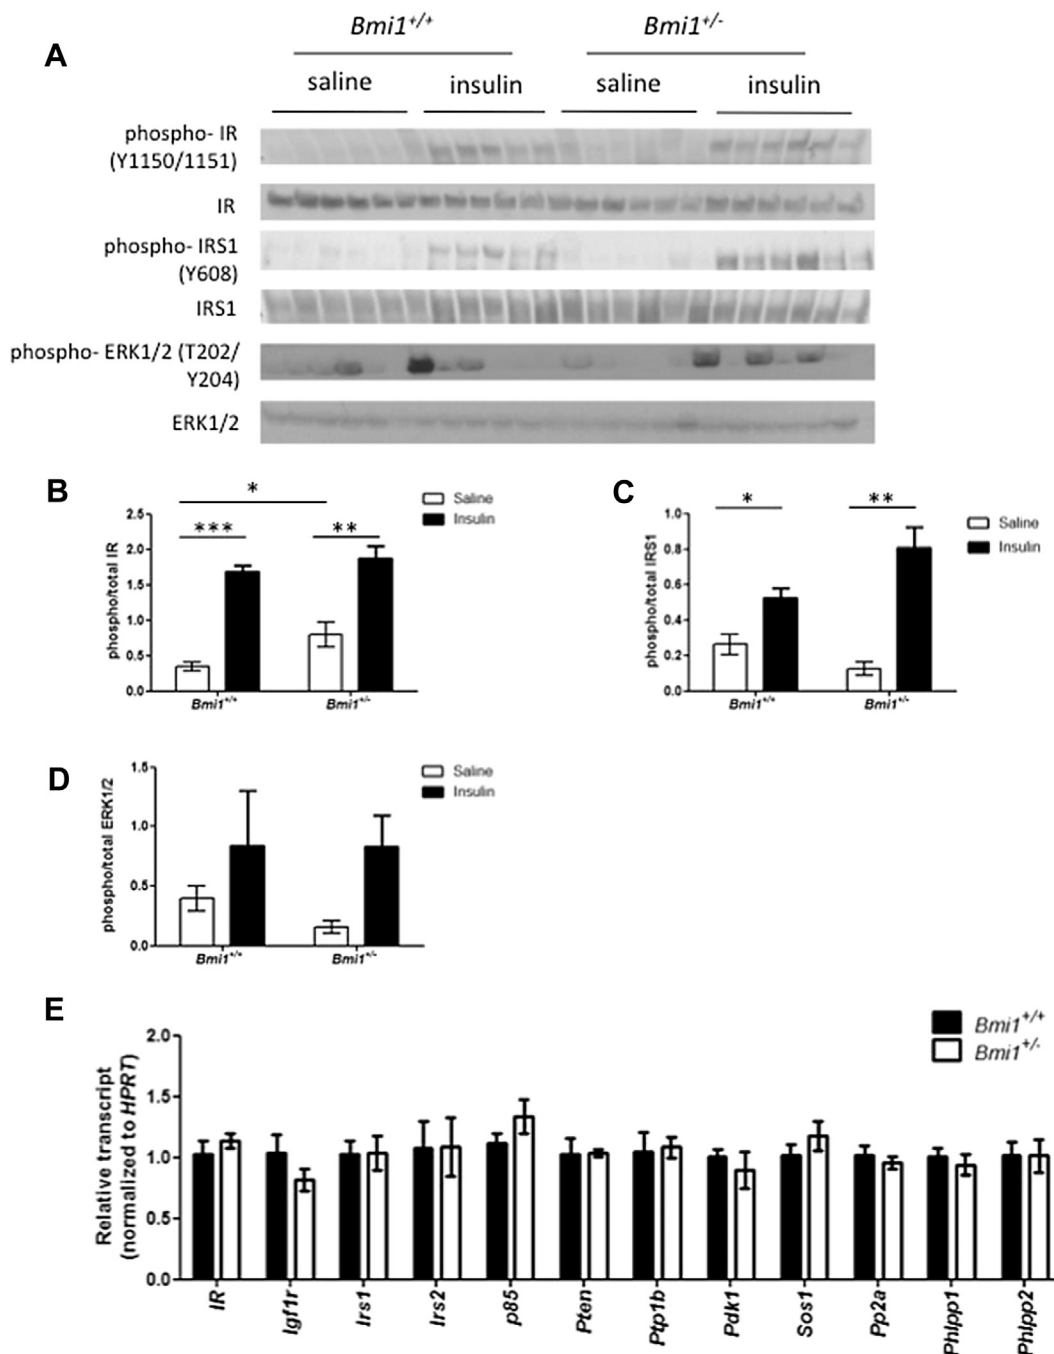 A
Bmi1+/+ Bmi1+/-
saline insulin saline insulin
phospho- IR
(Y1150/1151)
IR
phospho- IRS1
(Y608)
IRS1
phospho- ERK1/2 (T202/
Y204)
ERK1/2
B
*
*** **
Saline
Insulin
phospho/total IR
2.5
2.0
1.5
1.0
0.5
0.0
Bmi1+/+ Bmi1+/-
C
* **
Saline
Insulin
phospho/total IRS1
1.0
0.8
0.6
0.4
0.2
0.0
Bmi1+/+ Bmi1+/-
D
Saline
Insulin
phospho/total ERK1/2
1.5
1.0
0.5
0.0
Bmi1+/+ Bmi1+/-
E
Bmi1+/+
Bmi1+/-
Relative transcript
(normalized to HPRT)
2.0
1.5
1.0
0.5
0.0
IR Igf1r Irs1 Irs2 p85 Pten Ptp1b Pdk1 Sos1 Pp2a Phlpp1 Phlpp2